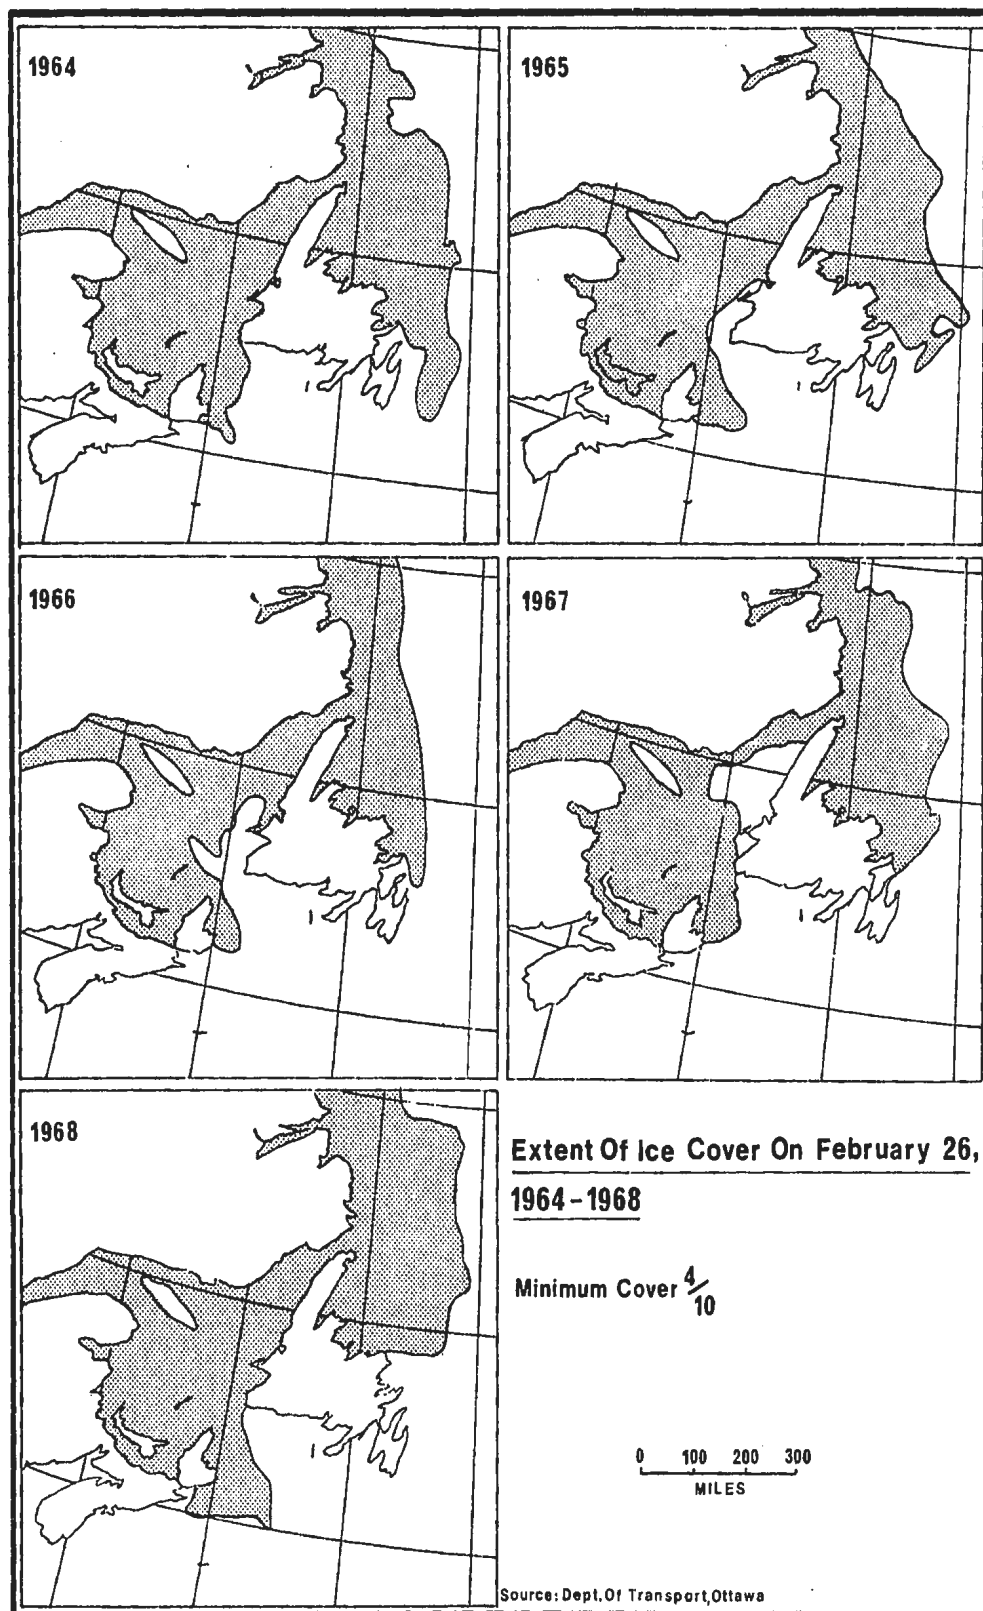 1964
1965
1966
1967
1968
Extent Of Ice Cover On February 26,
1964-1968
Minimum Cover 4/10
0 100 200 300
MILES
Source: Dept. Of Transport, Ottawa